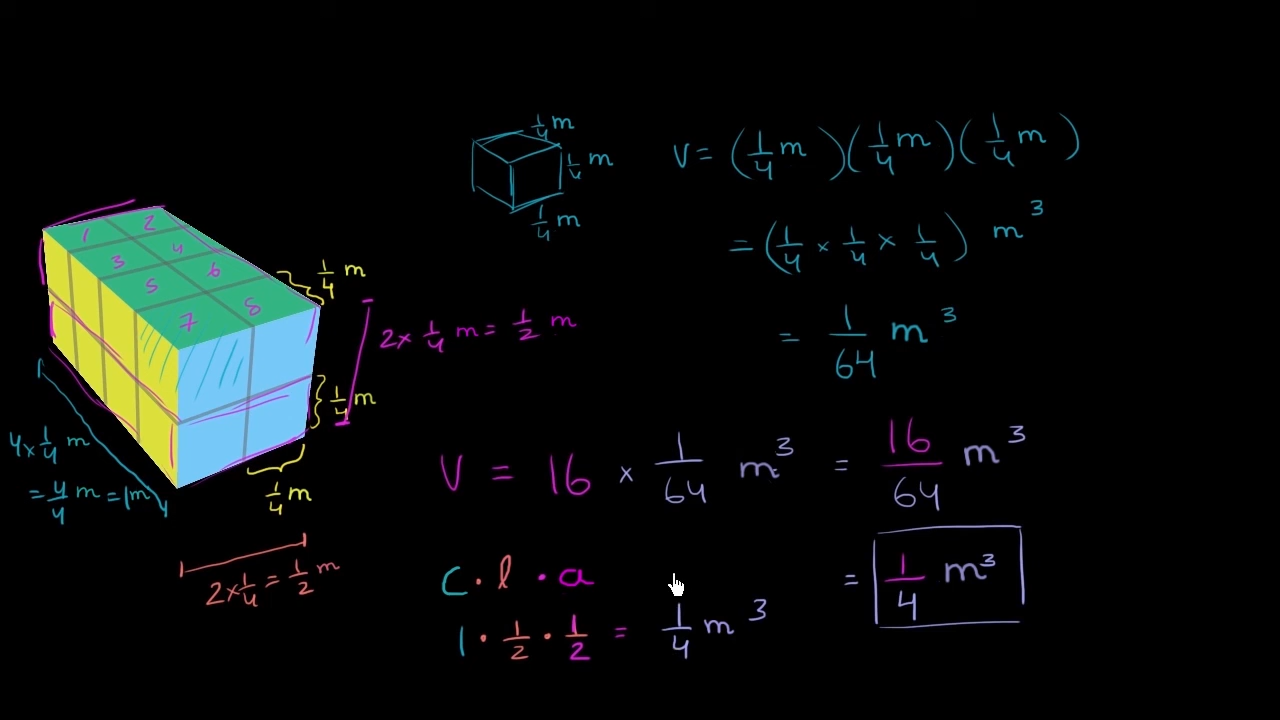 1/4 m
1/4 m
1/4 m
V = (1/4 m)(1/4 m)(1/4 m)
= (1/4 × 1/4 × 1/4) m³
= 1/64 m³
1 2
3 4
5 6
7 8
1/4 m
2 × 1/4 m = 1/2 m
1/4 m
1/4 m
4 × 1/4 m
= 4/4 m = 1m
2 × 1/4 = 1/2 m
V = 16 × 1/64 m³ = 16/64 m³
= 1/4 m³
c · l · a
1 · 1/2 · 1/2 = 1/4 m³